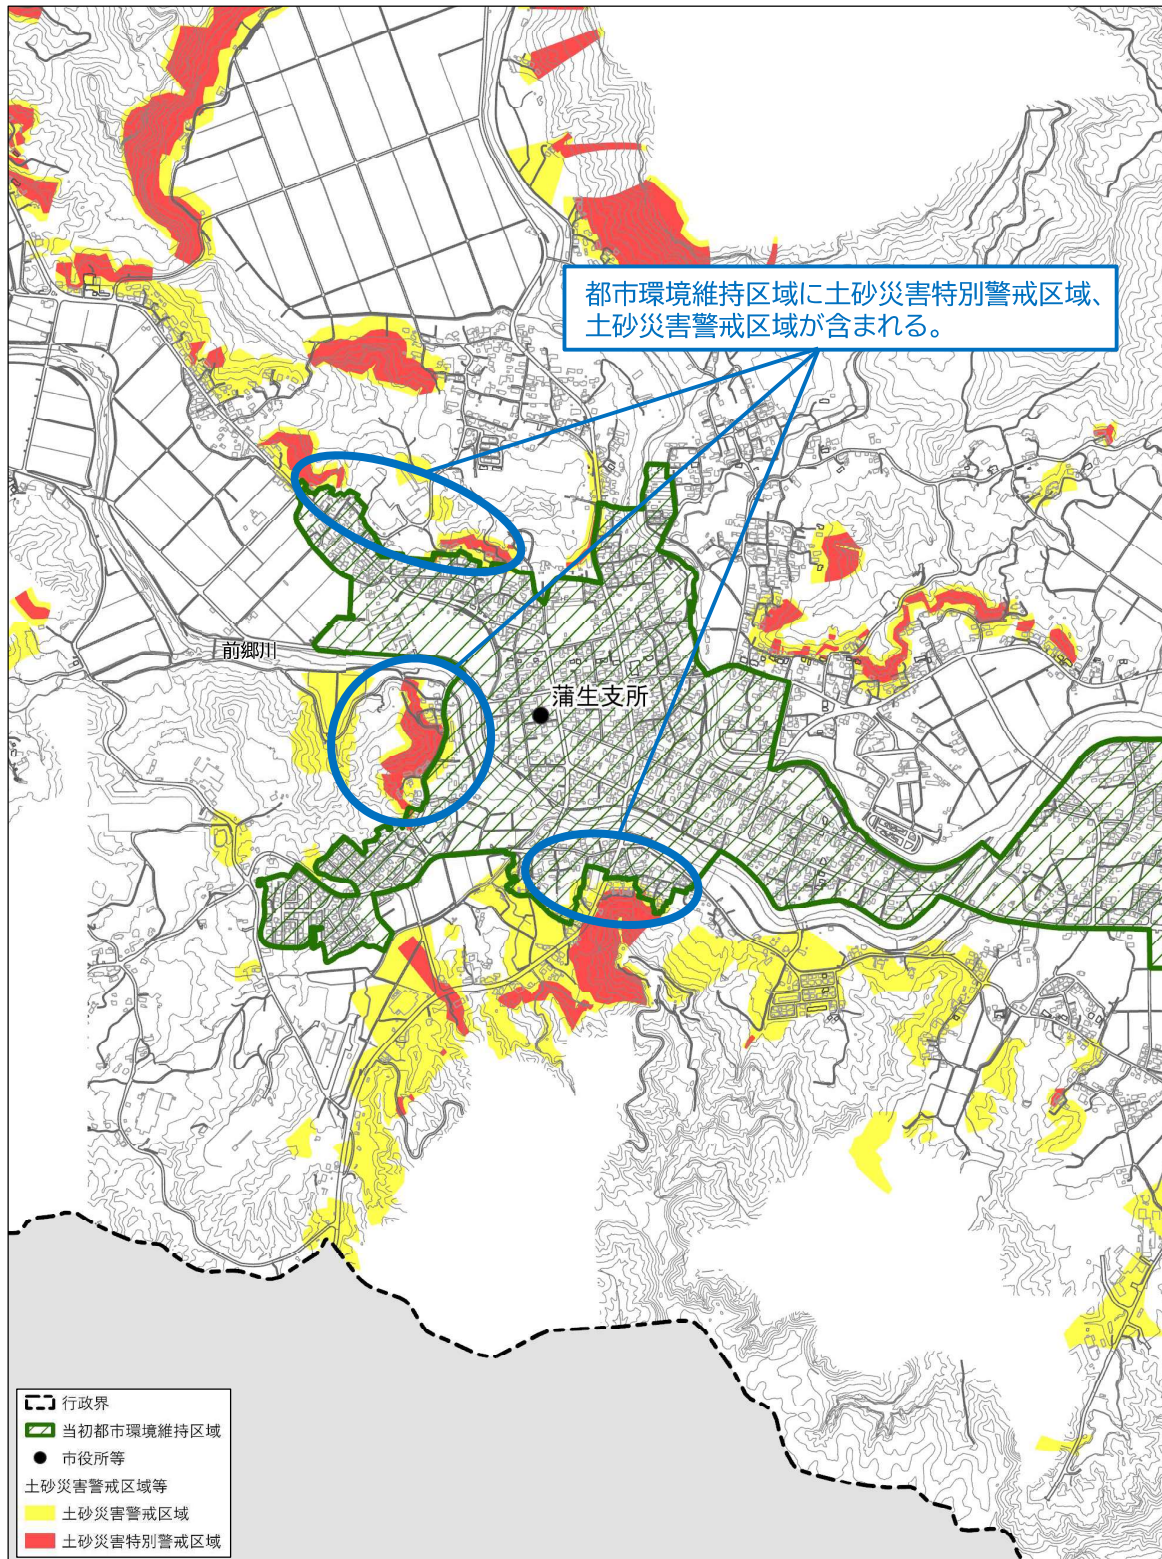 都市環境維持区域に土砂災害特別警戒区域、
土砂災害警戒区域が含まれる。
前郷川
蒲生支所
行政界
当初都市環境維持区域
市役所等
土砂災害警戒区域等
土砂災害警戒区域
土砂災害特別警戒区域